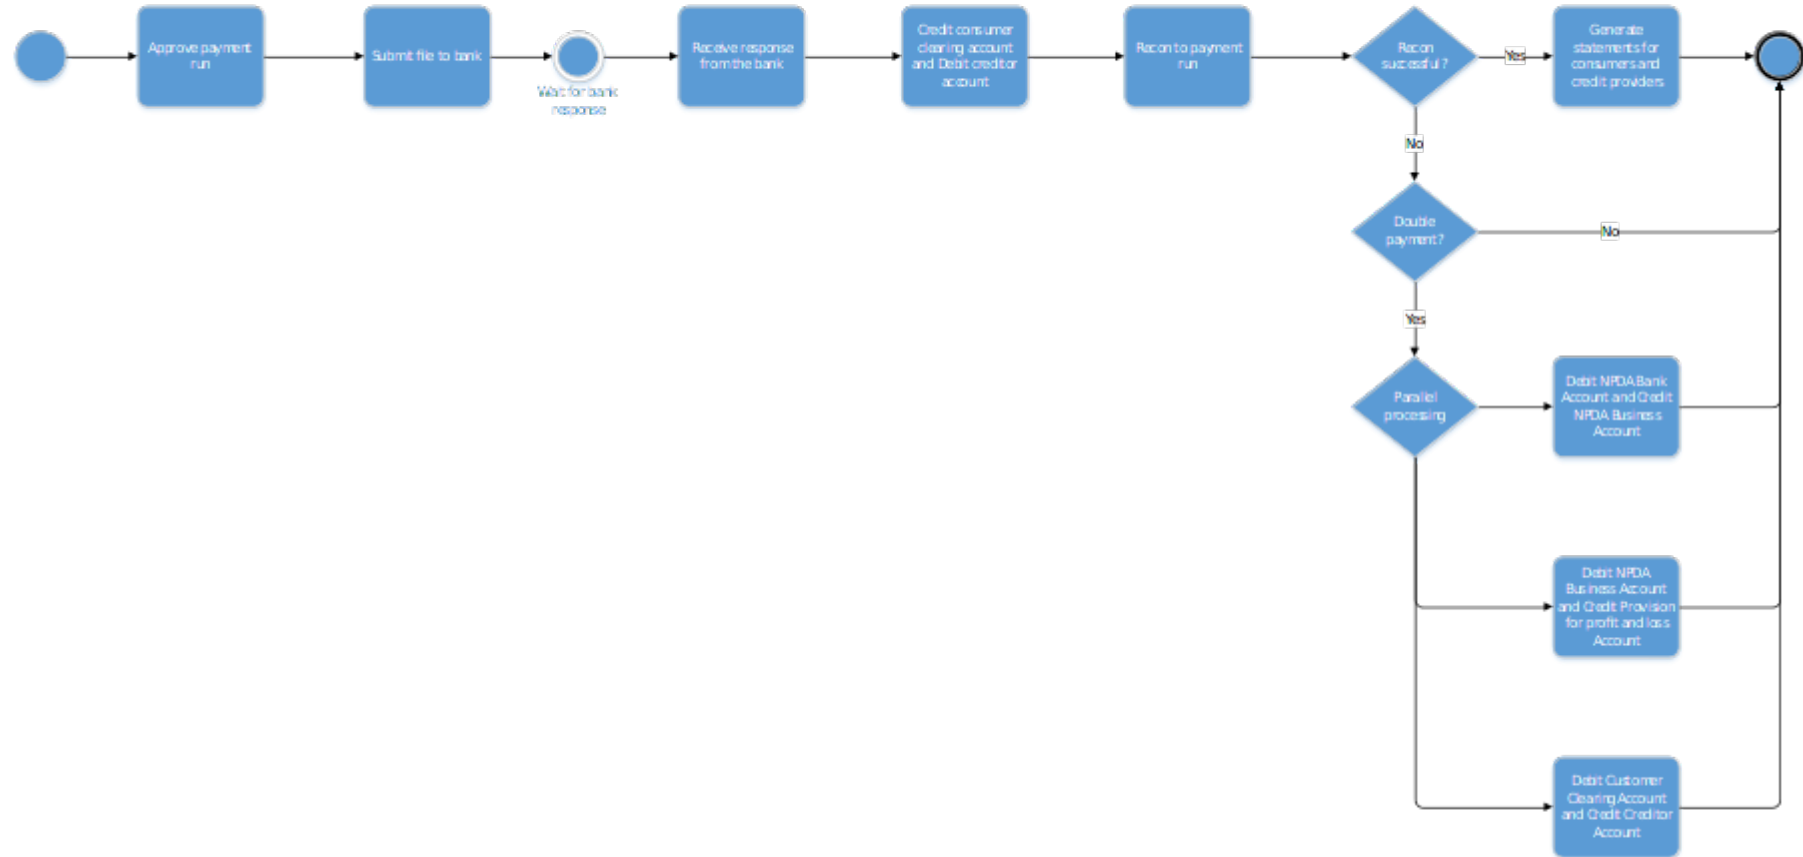 Approve payment
run
Submit file to bank
Wait for bank
response
Receive response
from the bank
Credit consumer
clearing account
and Debit creditor
account
Recon to payment
run
Recon
successful?
Yes
Generate
statements for
consumers and
credit providers
No
Double
payment?
No
Yes
Parallel
processing
Debit NPDA Bank
Account and Credit
NPDA Business
Account
Debit NPDA
Business Account
and Credit Provision
for profit and loss
Account
Debit Customer
Clearing Account
and Credit Creditor
Account